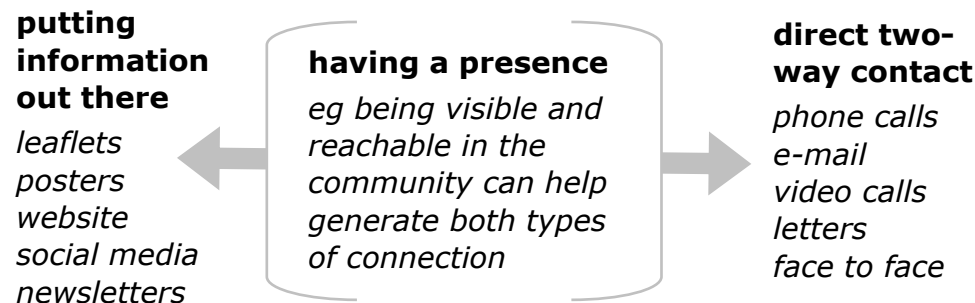 putting
information
out there
leaflets
posters
website
social media
newsletters
having a presence
eg being visible and
reachable in the
community can help
generate both types
of connection
direct two-
way contact
phone calls
e-mail
video calls
letters
face to face